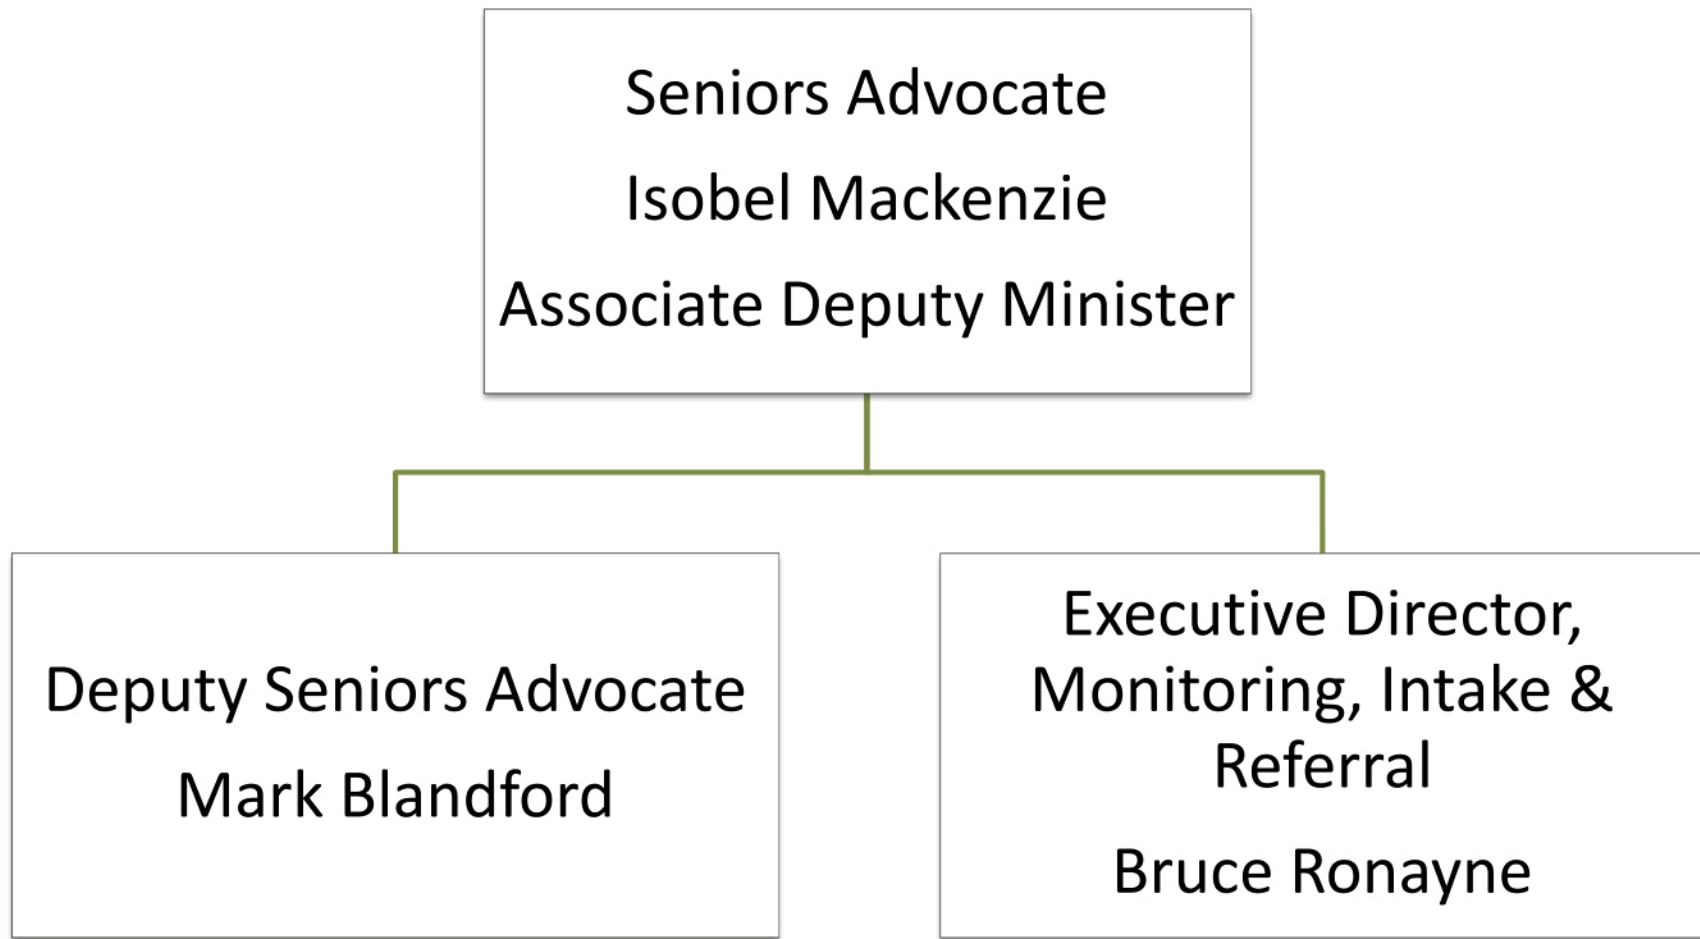 Seniors Advocate
Isobel Mackenzie
Associate Deputy Minister
Deputy Seniors Advocate
Mark Blandford
Executive Director,
Monitoring, Intake &
Referral
Bruce Ronayne